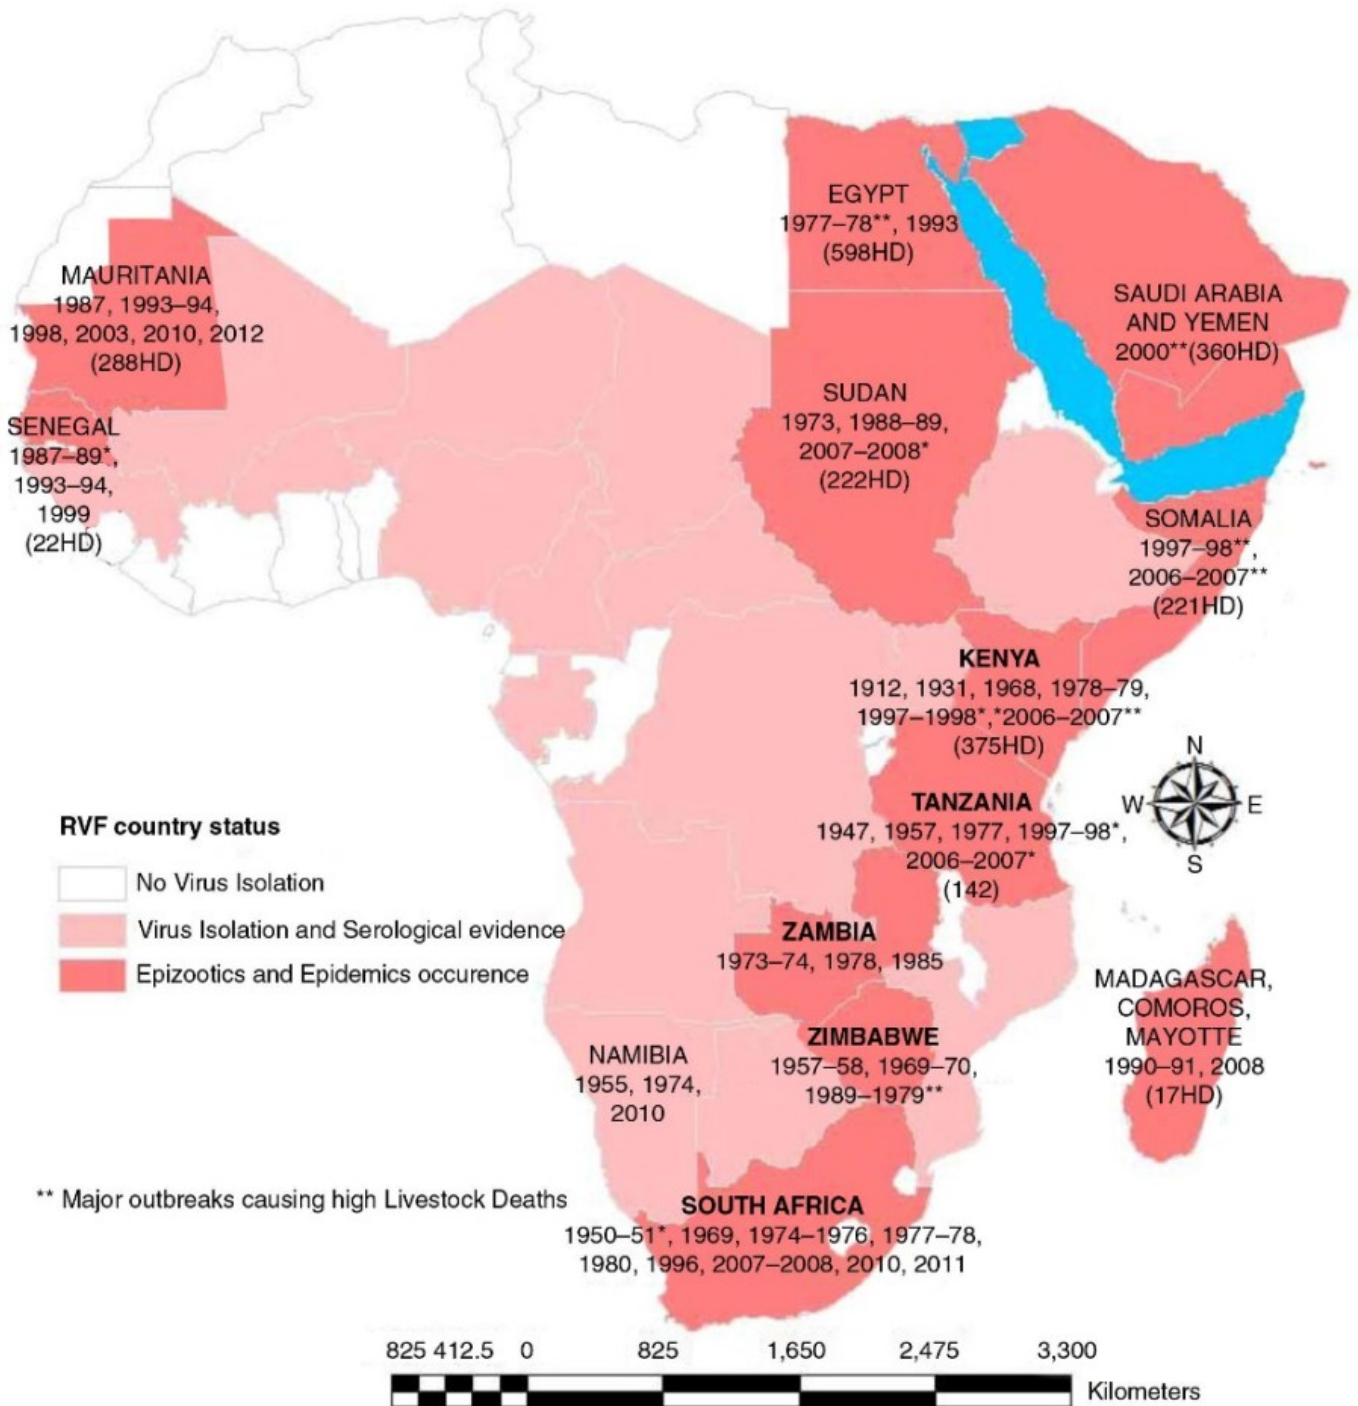 EGYPT
1977–78**, 1993
(598HD)
MAURITANIA
1987, 1993–94,
1998, 2003, 2010, 2012
(288HD)
SAUDI ARABIA
AND YEMEN
2000**(360HD)
SUDAN
1973, 1988–89,
2007–2008*
(222HD)
SENEGAL
1987–89*,
1993–94,
1999
(22HD)
SOMALIA
1997–98**,
2006–2007**
(221HD)
KENYA
1912, 1931, 1968, 1978–79,
1997–1998*,*2006–2007**
(375HD)
N
W
E
S
TANZANIA
1947, 1957, 1977, 1997–98*,
2006–2007*
(142)
RVF country status
No Virus Isolation
Virus Isolation and Serological evidence
Epizootics and Epidemics occurence
ZAMBIA
1973–74, 1978, 1985
MADAGASCAR,
COMOROS,
MAYOTTE
1990–91, 2008
(17HD)
ZIMBABWE
1957–58, 1969–70,
1989–1979**
NAMIBIA
1955, 1974,
2010
** Major outbreaks causing high Livestock Deaths
SOUTH AFRICA
1950–51*, 1969, 1974–1976, 1977–78,
1980, 1996, 2007–2008, 2010, 2011
825 412.5 0 825 1,650 2,475 3,300
Kilometers